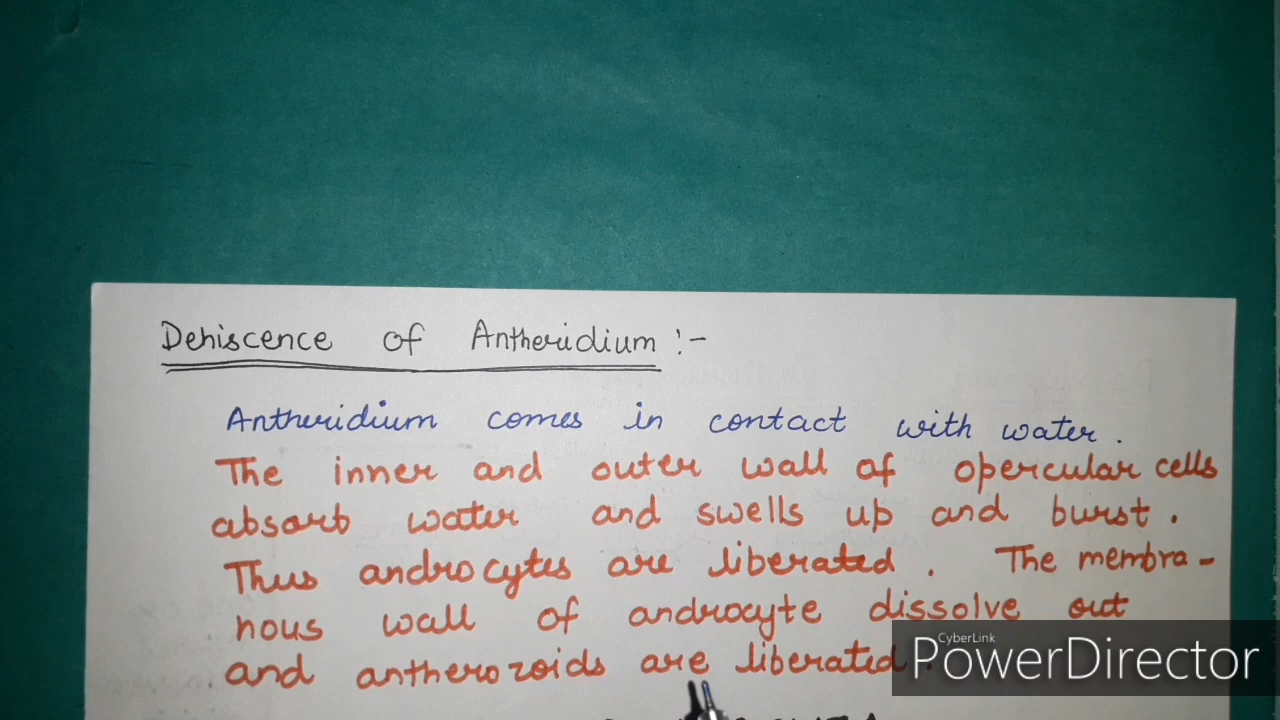 Dehiscence of Antheridium :-
Antheridium comes in contact with water.
The inner and outer wall of opercular cells
absorb water and swells up and burst.
Thus androcytes are liberated. The membra-
nous wall of androcyte dissolve out
and antherozoids are liberated.
CyberLink
PowerDirector